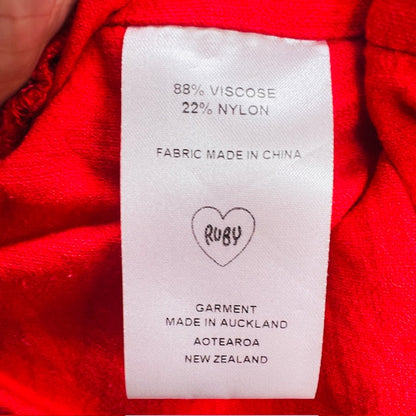 88% VISCOSE
22% NYLON
FABRIC MADE IN CHINA
RUBY
GARMENT
MADE IN AUCKLAND
AOTEAROA
NEW ZEALAND